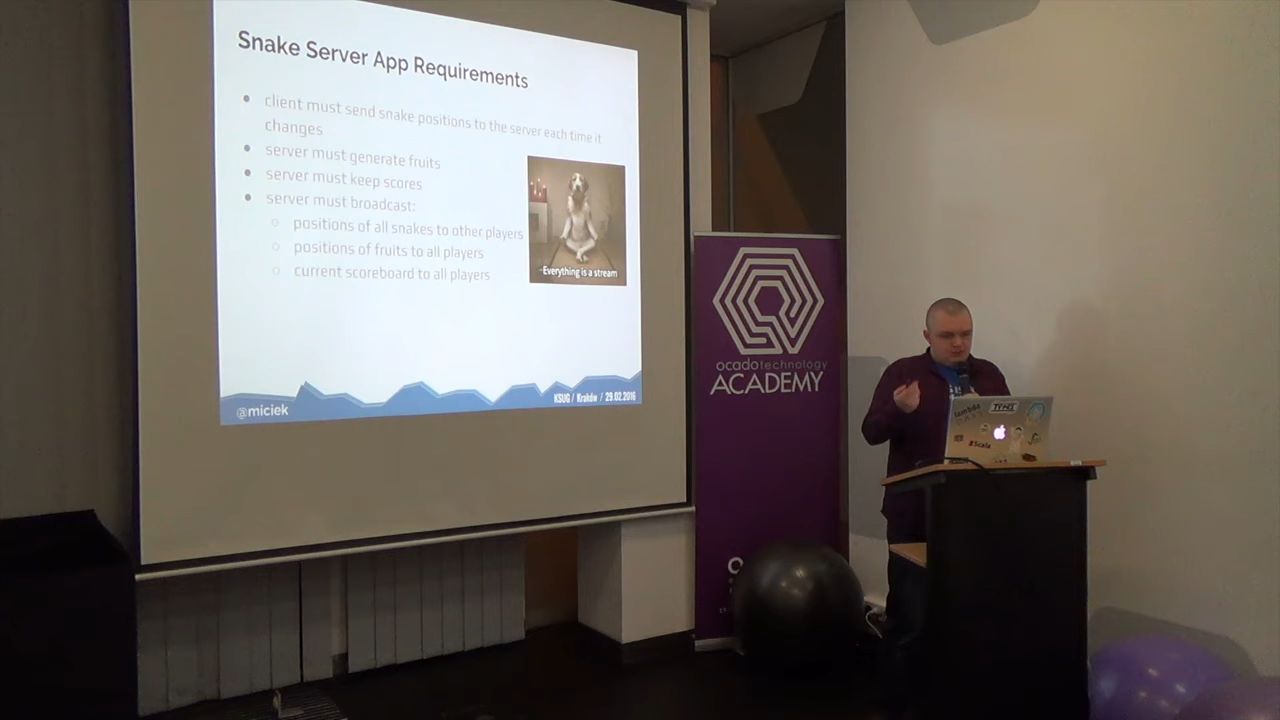 Snake Server App Requirements
● client must send snake positions to the server each time it
changes
● server must generate fruits
● server must keep scores
● server must broadcast:
○ positions of all snakes to other players
○ positions of fruits to all players
○ current scoreboard to all players
Everything is a stream
@miciek
KSUG / Kraków / 29.02.2016
ocadotechnology
ACADEMY
lambda
Scala